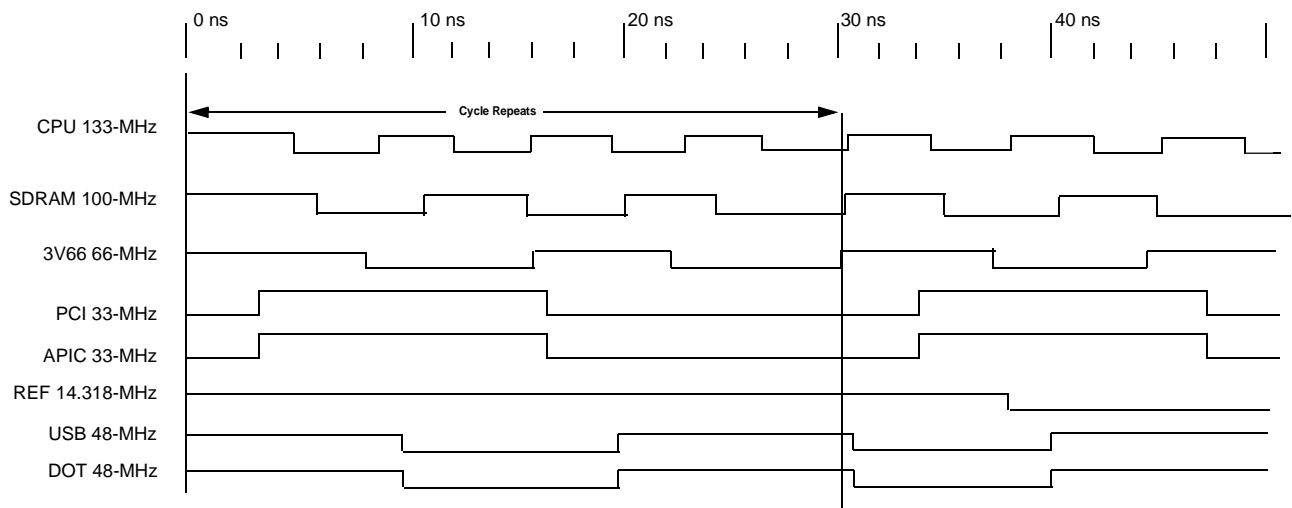 0 ns 10 ns 20 ns 30 ns 40 ns
Cycle Repeats
CPU 133-MHz
SDRAM 100-MHz
3V66 66-MHz
PCI 33-MHz
APIC 33-MHz
REF 14.318-MHz
USB 48-MHz
DOT 48-MHz